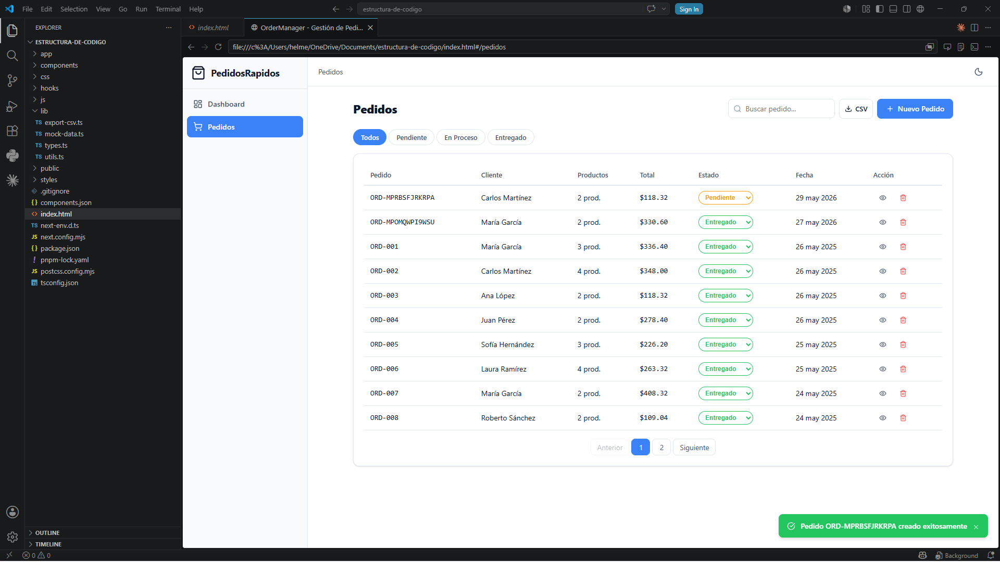 File Edit Selection View Go Run Terminal Help
estructura-de-codigo
Sign In
EXPLORER
ESTRUCTURA-DE-CODIGO
app
components
css
hooks
js
lib
TS export-csv.ts
TS mock-data.ts
TS types.ts
TS utils.ts
public
styles
.gitignore
{} components.json
<> index.html
TS next-env.d.ts
JS next.config.mjs
{} package.json
! pnpm-lock.yaml
JS postcss.config.mjs
TS tsconfig.json
OUTLINE
TIMELINE
<> index.html
OrderManager - Gestión de Pedi...
file:///c%3A/Users/helme/OneDrive/Documents/estructura-de-codigo/index.html#/pedidos
PedidosRapidos
Dashboard
Pedidos
Pedidos
Pedidos
Buscar pedido...
CSV
+ Nuevo Pedido
Todos Pendiente En Proceso Entregado
Pedido Cliente Productos Total Estado Fecha Acción
ORD-MPRBSFJRKRPA Carlos Martínez 2 prod. $118.32 Pendiente 29 may 2026
ORD-MPOMQWPI9WSU María García 2 prod. $330.60 Entregado 27 may 2026
ORD-001 María García 3 prod. $336.40 Entregado 26 may 2025
ORD-002 Carlos Martínez 4 prod. $348.00 Entregado 26 may 2025
ORD-003 Ana López 2 prod. $118.32 Entregado 26 may 2025
ORD-004 Juan Pérez 2 prod. $278.40 Entregado 26 may 2025
ORD-005 Sofía Hernández 3 prod. $226.20 Entregado 25 may 2025
ORD-006 Laura Ramírez 4 prod. $263.32 Entregado 25 may 2025
ORD-007 María García 2 prod. $408.32 Entregado 24 may 2025
ORD-008 Roberto Sánchez 2 prod. $109.04 Entregado 24 may 2025
Anterior 1 2 Siguiente
Pedido ORD-MPRBSFJRKRPA creado exitosamente
0 0
Background